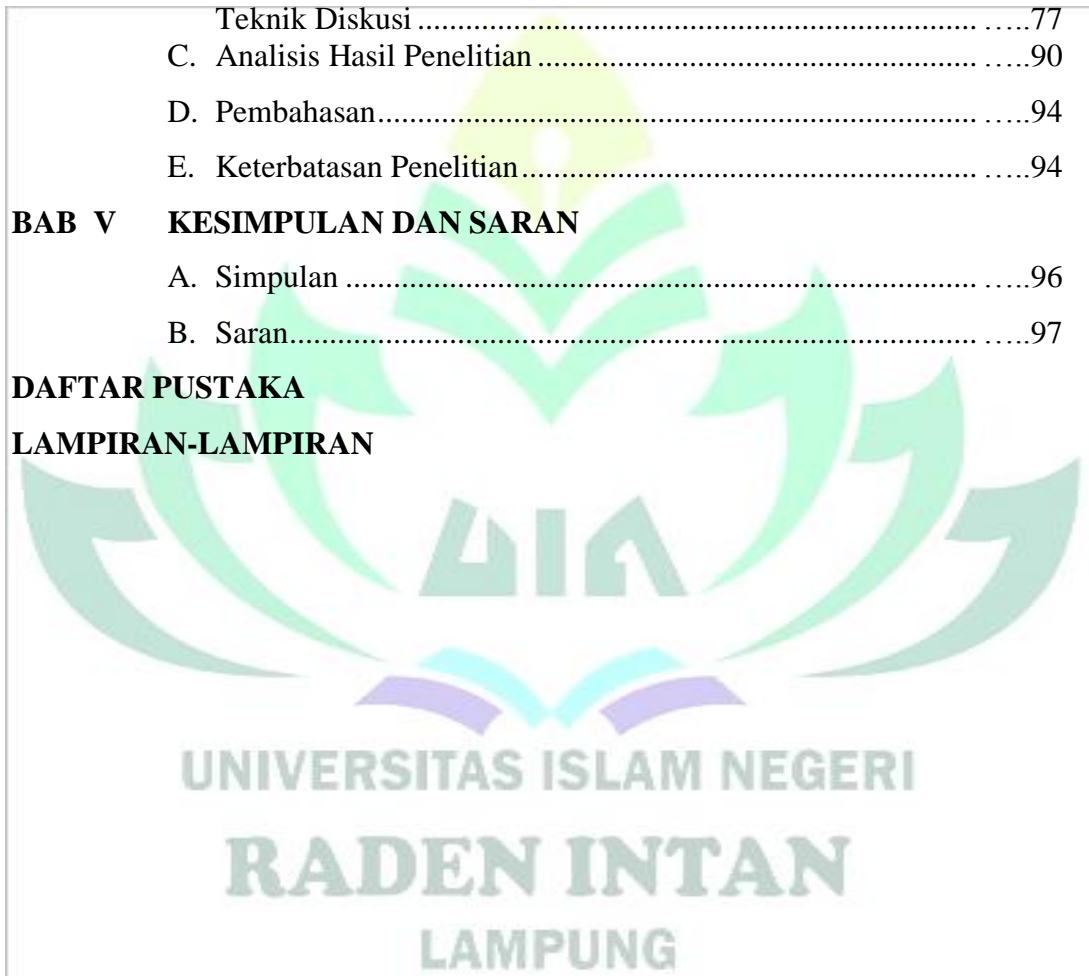 Teknik Diskusi ........................................................................ …..77
C. Analisis Hasil Penelitian ......................................................... …..90
D. Pembahasan............................................................................ …..94
E. Keterbatasan Penelitian........................................................... …..94
BAB V KESIMPULAN DAN SARAN
A. Simpulan ................................................................................ …..96
B. Saran....................................................................................... …..97
DAFTAR PUSTAKA
LAMPIRAN-LAMPIRAN
UIN
UNIVERSITAS ISLAM NEGERI
RADEN INTAN
LAMPUNG